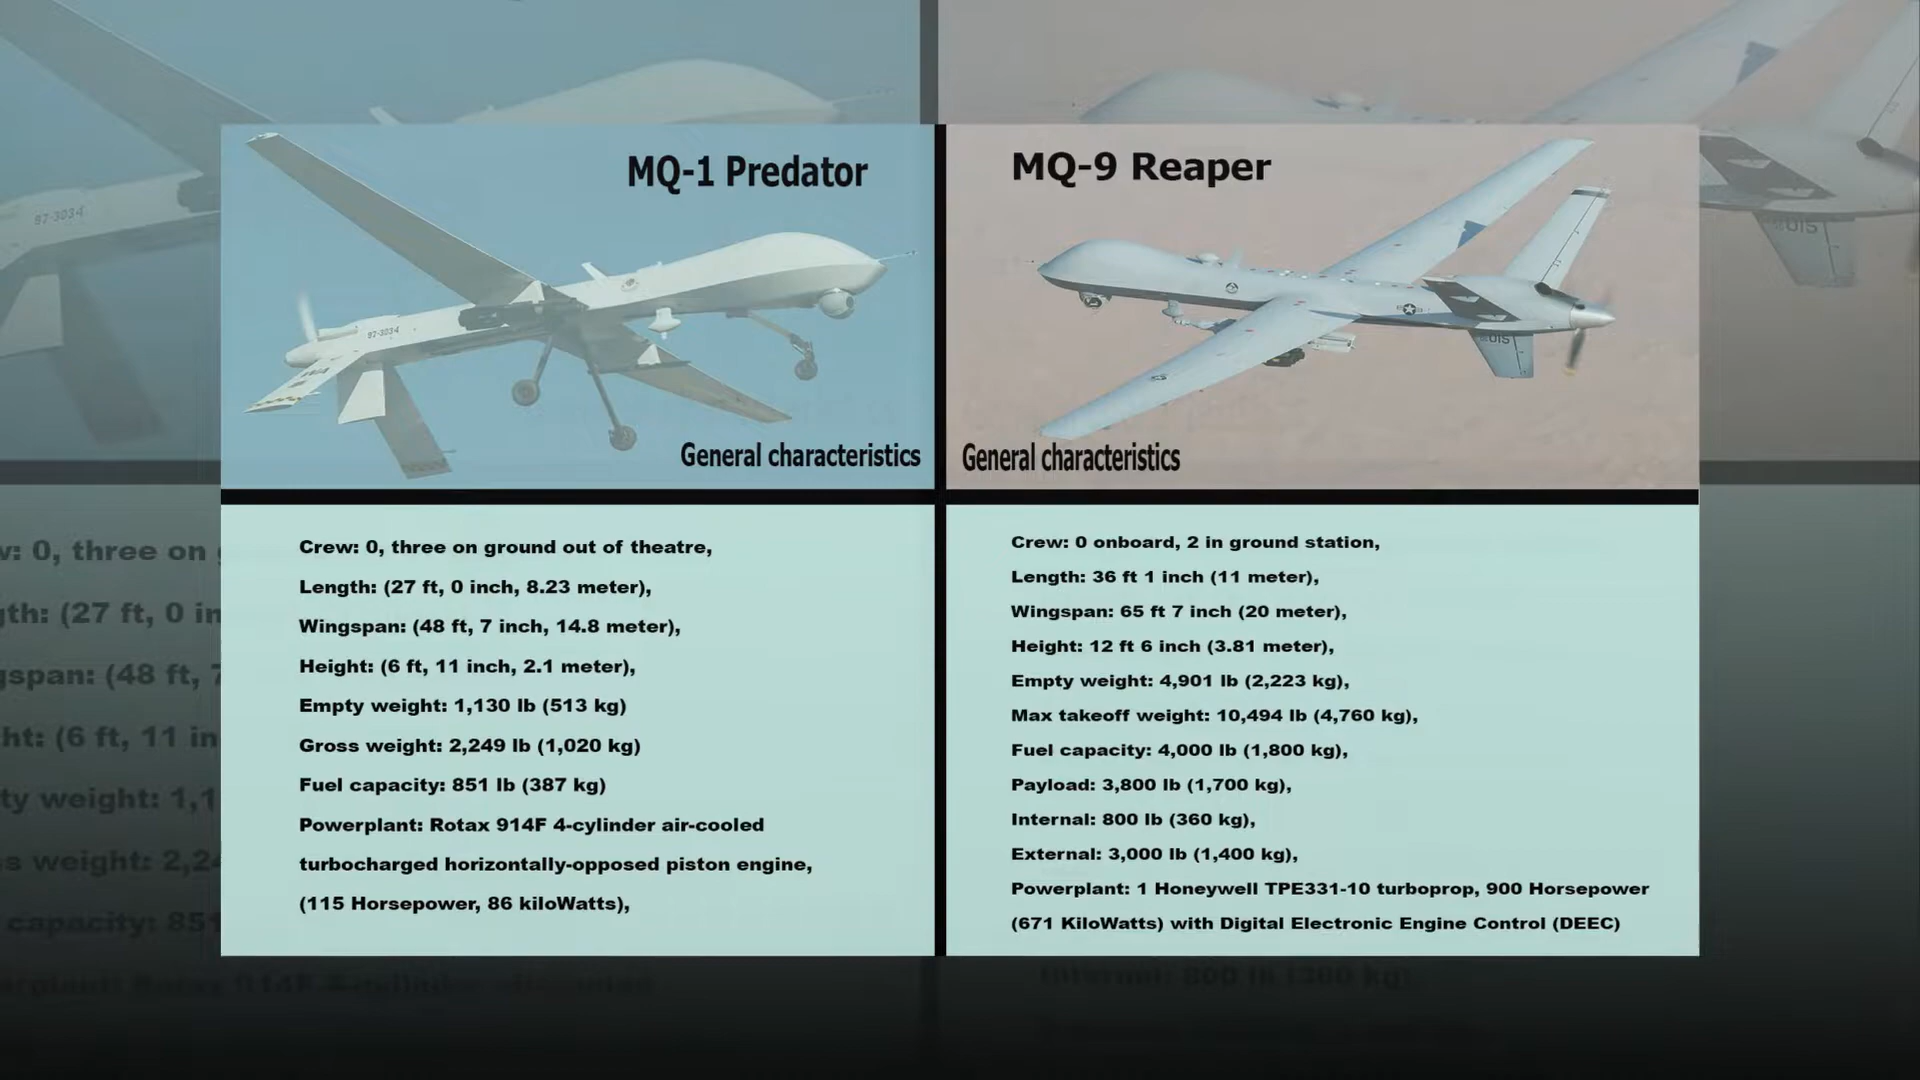 MQ-1 Predator
97-3034
General characteristics
Crew: 0, three on ground out of theatre,
Length: (27 ft, 0 inch, 8.23 meter),
Wingspan: (48 ft, 7 inch, 14.8 meter),
Height: (6 ft, 11 inch, 2.1 meter),
Empty weight: 1,130 lb (513 kg)
Gross weight: 2,249 lb (1,020 kg)
Fuel capacity: 851 lb (387 kg)
Powerplant: Rotax 914F 4-cylinder air-cooled
turbocharged horizontally-opposed piston engine,
(115 Horsepower, 86 kiloWatts),
MQ-9 Reaper
General characteristics
Crew: 0 onboard, 2 in ground station,
Length: 36 ft 1 inch (11 meter),
Wingspan: 65 ft 7 inch (20 meter),
Height: 12 ft 6 inch (3.81 meter),
Empty weight: 4,901 lb (2,223 kg),
Max takeoff weight: 10,494 lb (4,760 kg),
Fuel capacity: 4,000 lb (1,800 kg),
Payload: 3,800 lb (1,700 kg),
Internal: 800 lb (360 kg),
External: 3,000 lb (1,400 kg),
Powerplant: 1 Honeywell TPE331-10 turboprop, 900 Horsepower
(671 KiloWatts) with Digital Electronic Engine Control (DEEC)